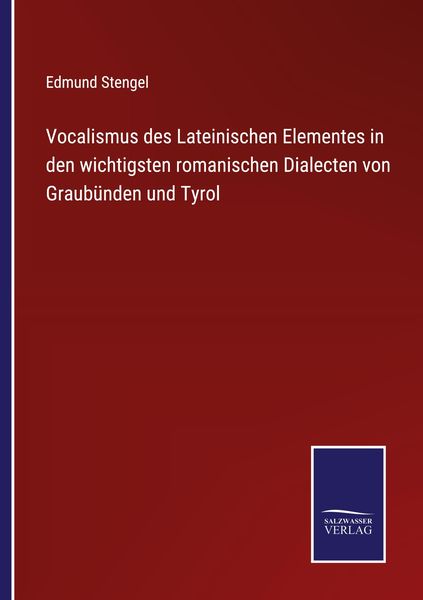 Edmund Stengel
Vocalismus des Lateinischen Elementes in
den wichtigsten romanischen Dialecten von
Graubünden und Tyrol
SALZWASSER
VERLAG